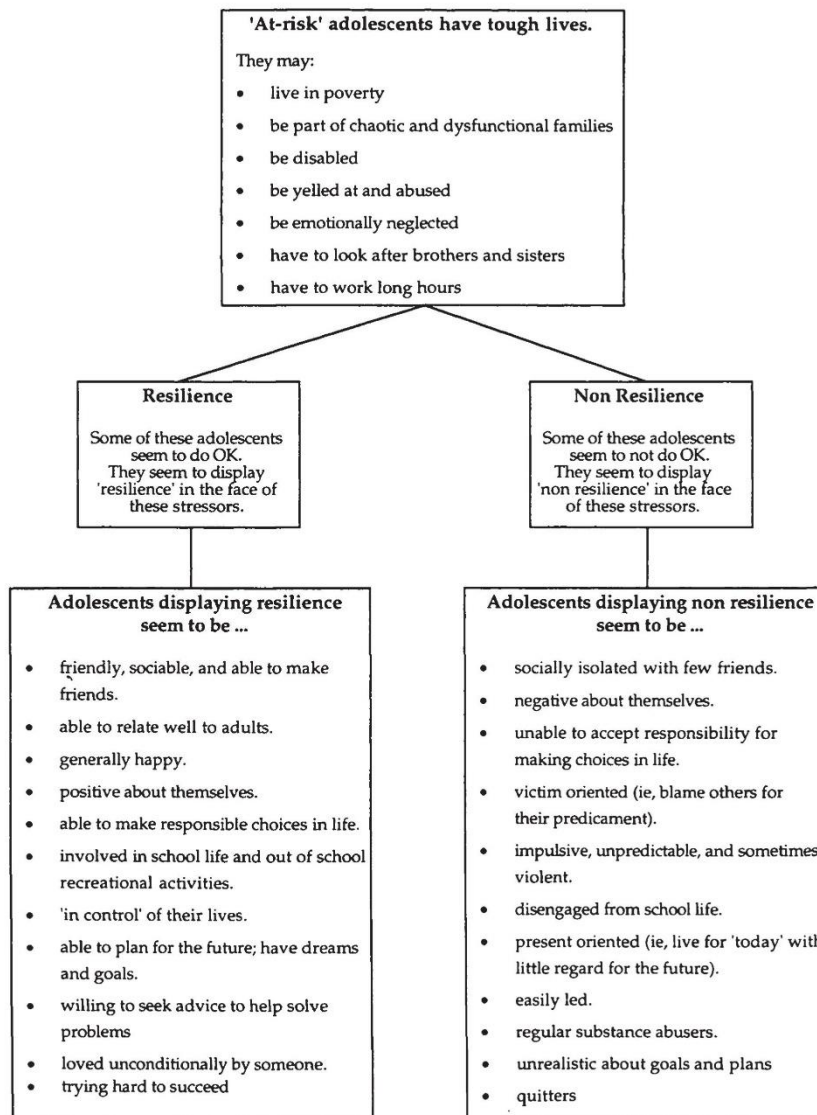 'At-risk' adolescents have tough lives.
They may:
• live in poverty
• be part of chaotic and dysfunctional families
• be disabled
• be yelled at and abused
• be emotionally neglected
• have to look after brothers and sisters
• have to work long hours
Resilience
Some of these adolescents
seem to do OK.
They seem to display
'resilience' in the face of
these stressors.
Non Resilience
Some of these adolescents
seem to not do OK.
They seem to display
'non resilience' in the face
of these stressors.
Adolescents displaying resilience
seem to be ...
• friendly, sociable, and able to make
friends.
• able to relate well to adults.
• generally happy.
• positive about themselves.
• able to make responsible choices in life.
• involved in school life and out of school
recreational activities.
• 'in control' of their lives.
• able to plan for the future; have dreams
and goals.
• willing to seek advice to help solve
problems
• loved unconditionally by someone.
• trying hard to succeed
Adolescents displaying non resilience
seem to be ...
• socially isolated with few friends.
• negative about themselves.
• unable to accept responsibility for
making choices in life.
• victim oriented (ie, blame others for
their predicament).
• impulsive, unpredictable, and sometimes
violent.
• disengaged from school life.
• present oriented (ie, live for 'today' with
little regard for the future).
• easily led.
• regular substance abusers.
• unrealistic about goals and plans
• quitters